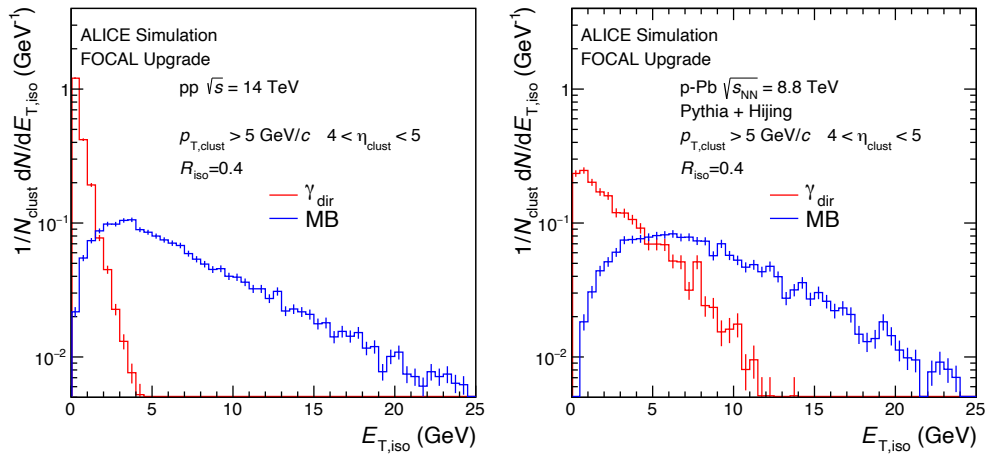 ALICE Simulation
FOCAL Upgrade
pp √s = 14 TeV
p_T,clust > 5 GeV/c 4 < η_clust < 5
R_iso=0.4
γ_dir
MB
1/N_clust dN/dE_T,iso (GeV⁻¹)
1
10⁻¹
10⁻²
0 5 10 15 20 25
E_T,iso (GeV)
ALICE Simulation
FOCAL Upgrade
p-Pb √s_NN = 8.8 TeV
Pythia + Hijing
p_T,clust > 5 GeV/c 4 < η_clust < 5
R_iso=0.4
γ_dir
MB
1/N_clust dN/dE_T,iso (GeV⁻¹)
1
10⁻¹
10⁻²
0 5 10 15 20 25
E_T,iso (GeV)